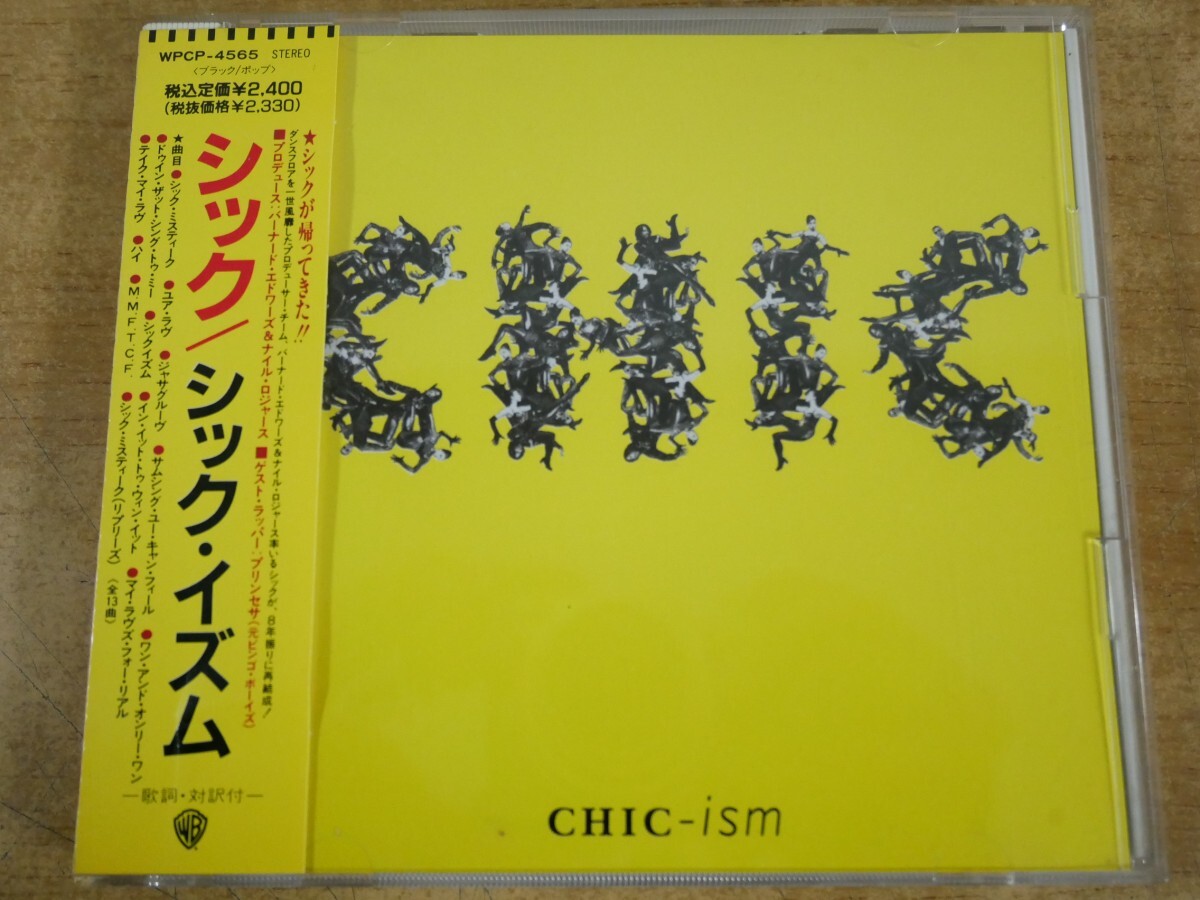 WPCP-4565 STEREO
〈ブラック/ポップ〉
税込定価¥2,400
(税抜価格¥2,330)
★シックが帰ってきた!!
ダンスフロアを一世風靡したプロデューサー・チーム、バーナード・エドワーズ&ナイル・ロジャース率いるシックが、8年振りに再結成!
■プロデュース:バーナード・エドワーズ&ナイル・ロジャース ■ゲスト・ラッパー:プリンセサ(元ビンゴ・ボーイズ)
シック/シック・イズム
★曲目●シック・ミスティーク ●ユア・ラヴ ●ジャサグルーヴ ●サムシング・ユー・キャン・フィール ●ワン・アンド・オンリー・ワン
●ドゥイン・ザット・シング・トゥ・ミー ●シックイズム ●イン・イット・トゥ・ウィン・イット ●マイ・ラヴズ・フォー・リアル
●テイク・マイ・ラヴ ●ハイ ●M.M.F.T.C.F. ●シック・ミスティーク(リプリーズ) 〈全13曲〉
—歌詞・対訳付—
WB
CHIC
CHIC-ism